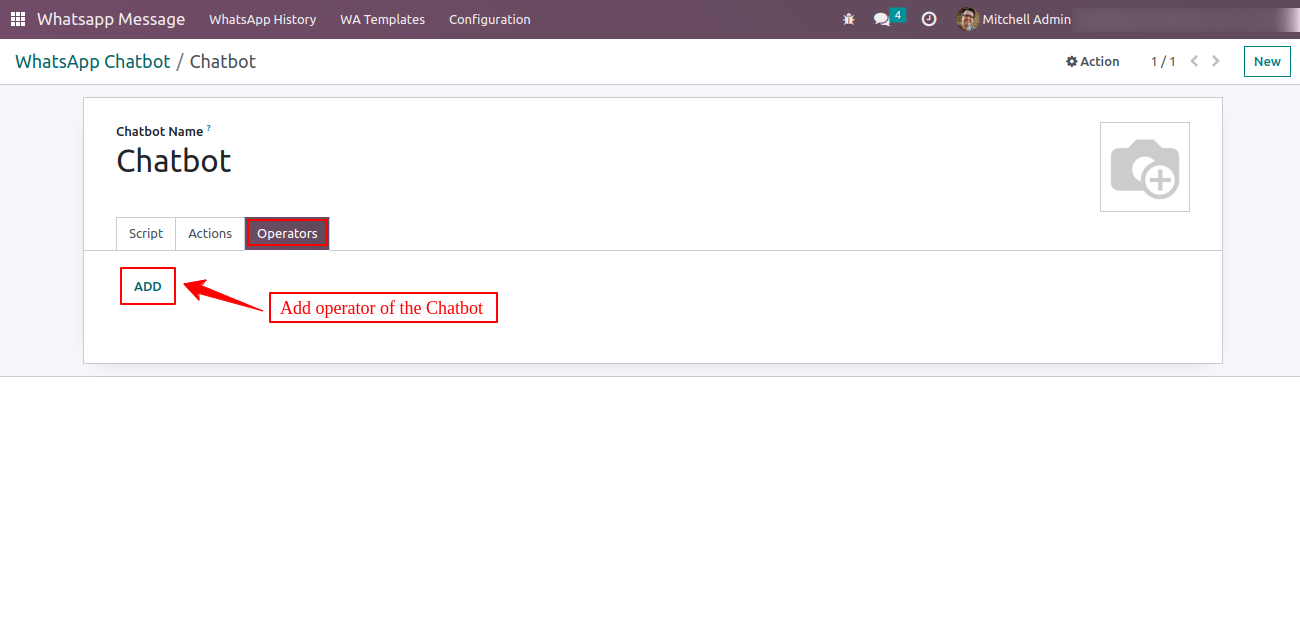 Whatsapp Message WhatsApp History WA Templates Configuration 4 Mitchell Admin
WhatsApp Chatbot / Chatbot Action 1 / 1 New
Chatbot Name ?
Chatbot
Script Actions Operators
ADD
Add operator of the Chatbot